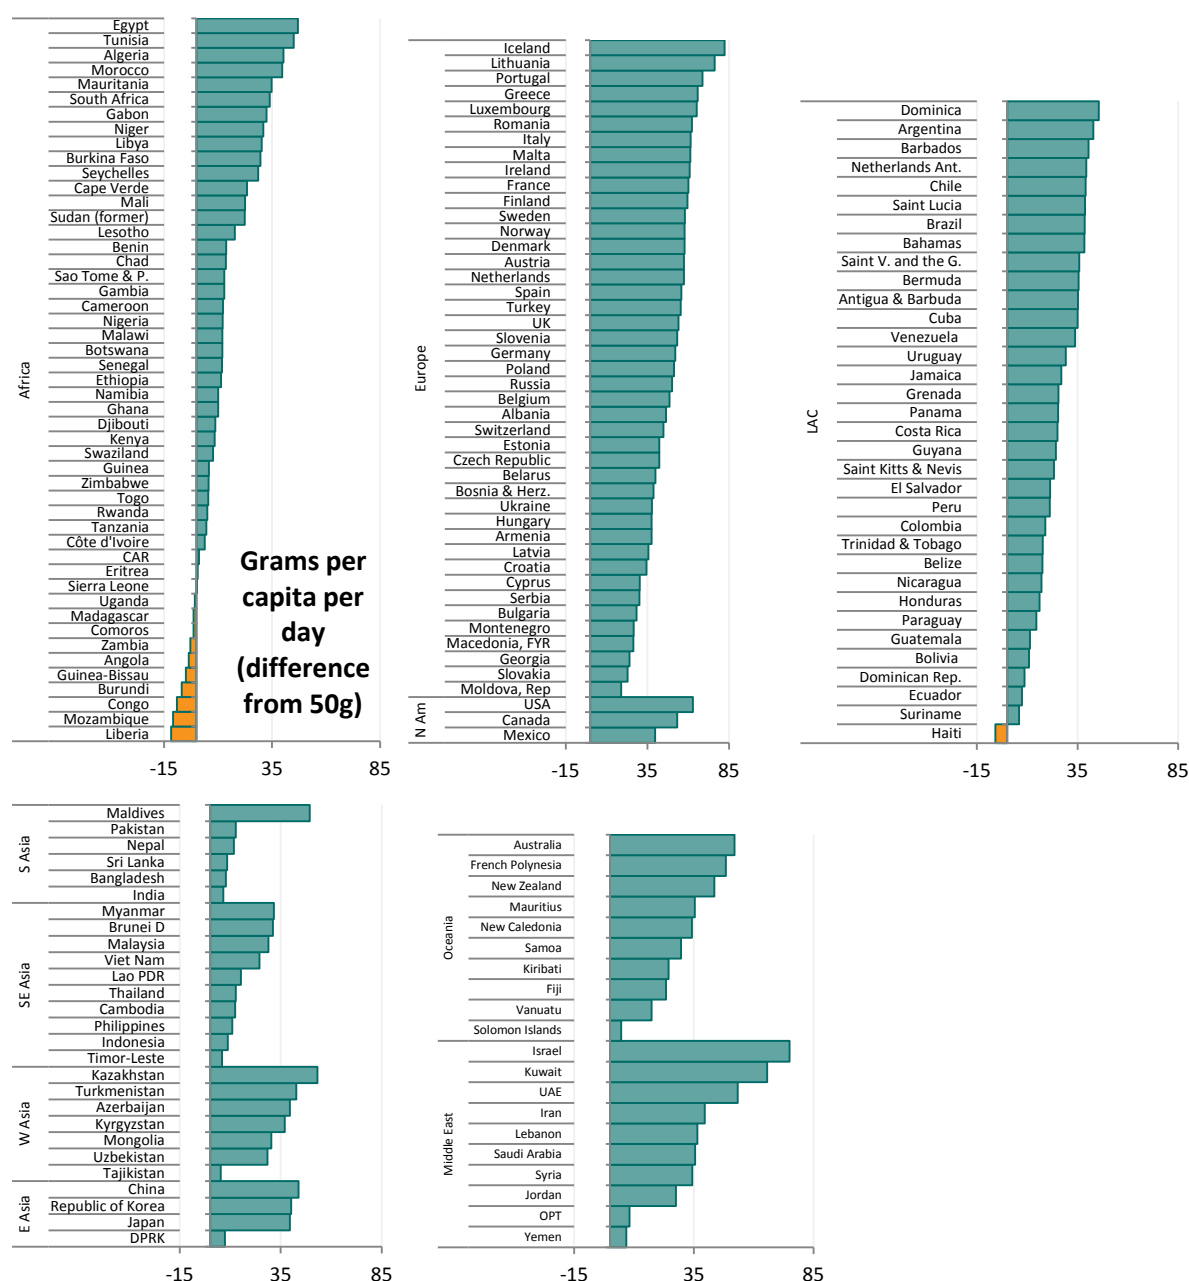 Africa
Egypt
Tunisia
Algeria
Morocco
Mauritania
South Africa
Gabon
Niger
Libya
Burkina Faso
Seychelles
Cape Verde
Mali
Sudan (former)
Lesotho
Benin
Chad
Sao Tome & P.
Gambia
Cameroon
Nigeria
Malawi
Botswana
Senegal
Ethiopia
Namibia
Ghana
Djibouti
Kenya
Swaziland
Guinea
Zimbabwe
Togo
Rwanda
Tanzania
Côte d'Ivoire
CAR
Eritrea
Sierra Leone
Uganda
Madagascar
Comoros
Zambia
Angola
Guinea-Bissau
Burundi
Congo
Mozambique
Liberia
-15 35 85
Grams per
capita per
day
(difference
from 50g)
Europe
Iceland
Lithuania
Portugal
Greece
Luxembourg
Romania
Italy
Malta
Ireland
France
Finland
Sweden
Norway
Denmark
Austria
Netherlands
Spain
Turkey
UK
Slovenia
Germany
Poland
Russia
Belgium
Albania
Switzerland
Estonia
Czech Republic
Belarus
Bosnia & Herz.
Ukraine
Hungary
Armenia
Latvia
Croatia
Cyprus
Serbia
Bulgaria
Montenegro
Macedonia, FYR
Georgia
Slovakia
Moldova, Rep
N Am
USA
Canada
Mexico
-15 35 85
LAC
Dominica
Argentina
Barbados
Netherlands Ant.
Chile
Saint Lucia
Brazil
Bahamas
Saint V. and the G.
Bermuda
Antigua & Barbuda
Cuba
Venezuela
Uruguay
Jamaica
Grenada
Panama
Costa Rica
Guyana
Saint Kitts & Nevis
El Salvador
Peru
Colombia
Trinidad & Tobago
Belize
Nicaragua
Honduras
Paraguay
Guatemala
Bolivia
Dominican Rep.
Ecuador
Suriname
Haiti
-15 35 85
S Asia
Maldives
Pakistan
Nepal
Sri Lanka
Bangladesh
India
SE Asia
Myanmar
Brunei D
Malaysia
Viet Nam
Lao PDR
Thailand
Cambodia
Philippines
Indonesia
Timor-Leste
W Asia
Kazakhstan
Turkmenistan
Azerbaijan
Kyrgyzstan
Mongolia
Uzbekistan
Tajikistan
E Asia
China
Republic of Korea
Japan
DPRK
-15 35 85
Oceania
Australia
French Polynesia
New Zealand
Mauritius
New Caledonia
Samoa
Kiribati
Fiji
Vanuatu
Solomon Islands
Middle East
Israel
Kuwait
UAE
Iran
Lebanon
Saudi Arabia
Syria
Jordan
OPT
Yemen
-15 35 85